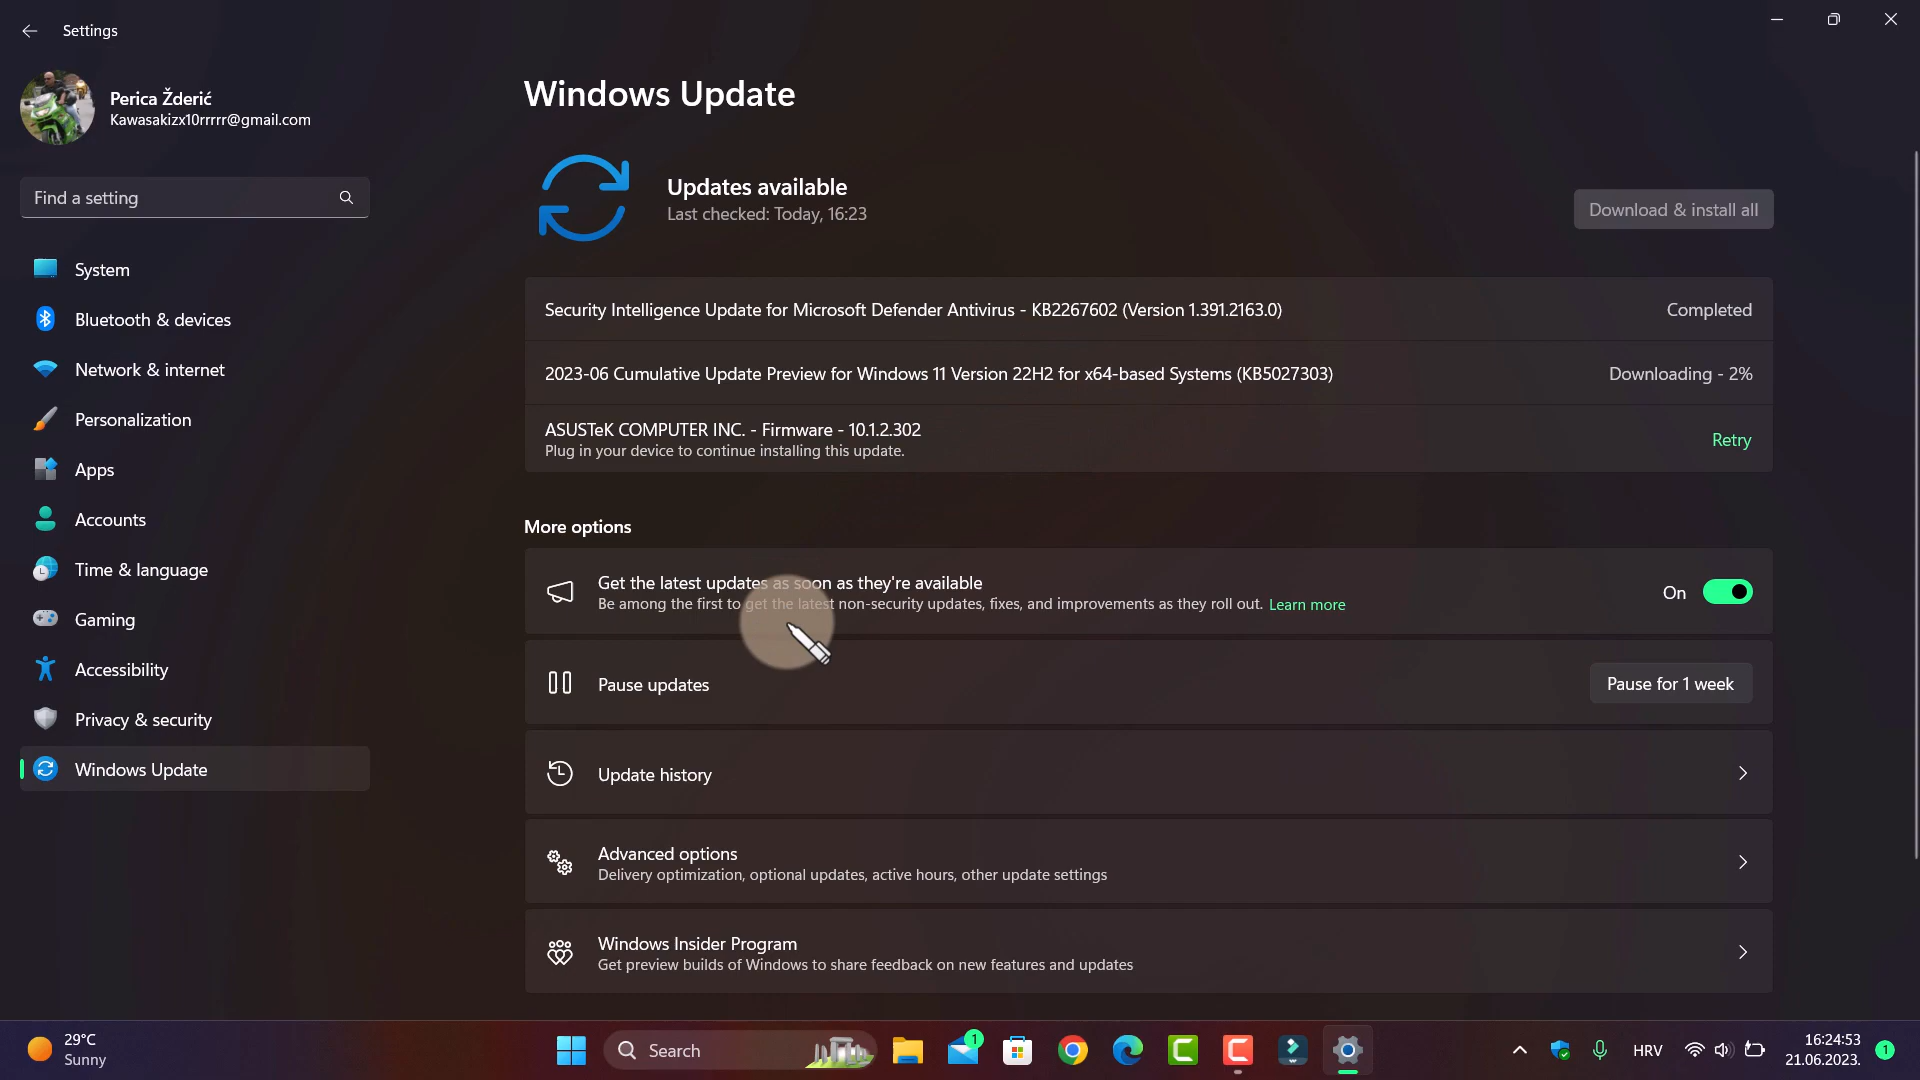 Settings
Perica Žderić
Kawasakizx10rrrrr@gmail.com
Find a setting
System
Bluetooth & devices
Network & internet
Personalization
Apps
Accounts
Time & language
Gaming
Accessibility
Privacy & security
Windows Update
Windows Update
Updates available
Last checked: Today, 16:23
Download & install all
Security Intelligence Update for Microsoft Defender Antivirus - KB2267602 (Version 1.391.2163.0)
Completed
2023-06 Cumulative Update Preview for Windows 11 Version 22H2 for x64-based Systems (KB5027303)
Downloading - 2%
ASUSTeK COMPUTER INC. - Firmware - 10.1.2.302
Plug in your device to continue installing this update.
Retry
More options
Get the latest updates as soon as they're available
Be among the first to get the latest non-security updates, fixes, and improvements as they roll out. Learn more
On
Pause updates
Pause for 1 week
Update history
Advanced options
Delivery optimization, optional updates, active hours, other update settings
Windows Insider Program
Get preview builds of Windows to share feedback on new features and updates
29°C
Sunny
Search
1
HRV
16:24:53
21.06.2023.
1